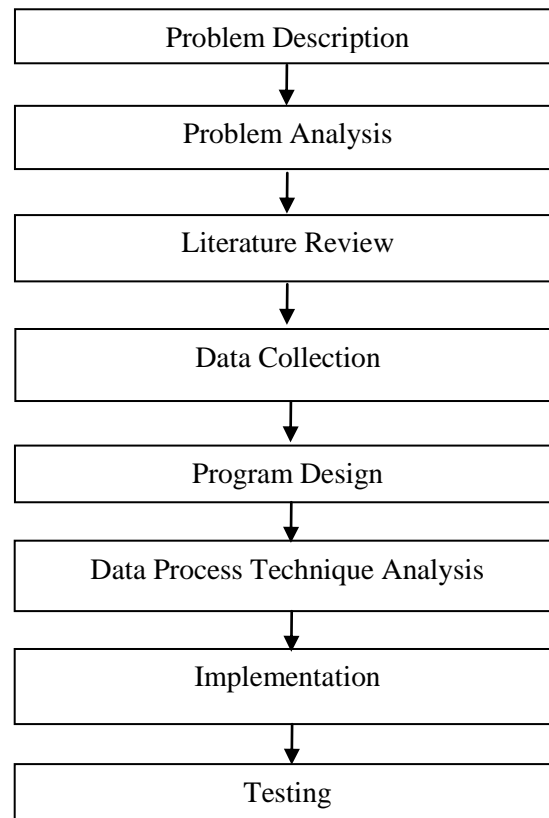 Problem Description
Problem Analysis
Literature Review
Data Collection
Program Design
Data Process Technique Analysis
Implementation
Testing